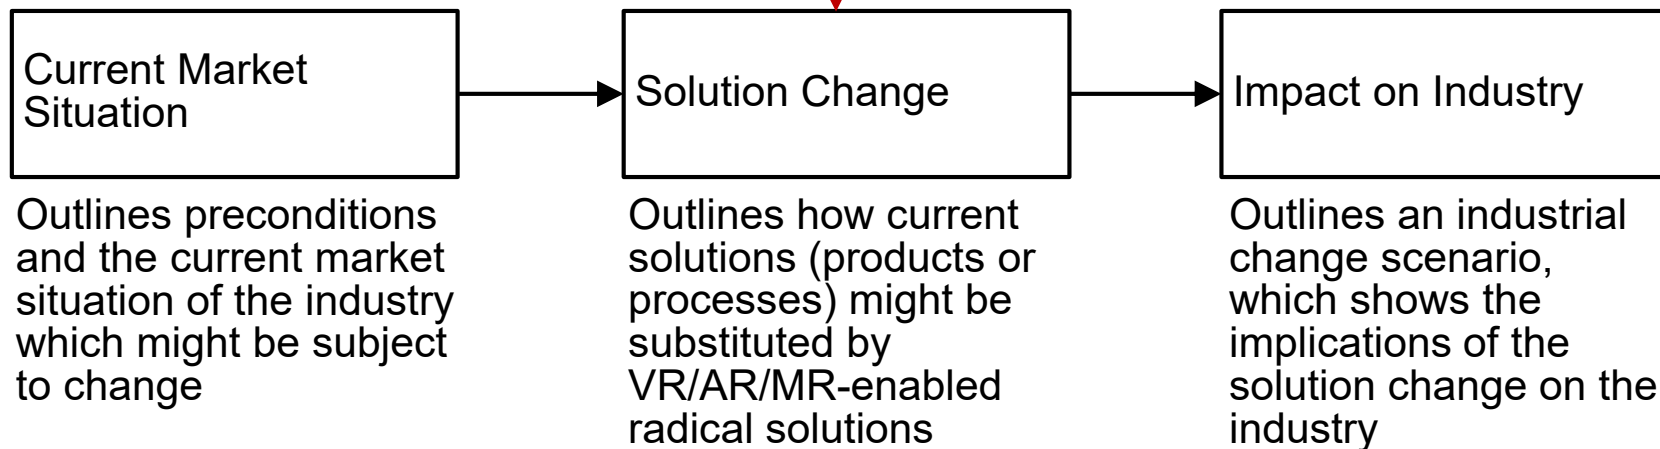 Current Market
Situation
Solution Change
Impact on Industry
Outlines preconditions
and the current market
situation of the industry
which might be subject
to change
Outlines how current
solutions (products or
processes) might be
substituted by
VR/AR/MR-enabled
radical solutions
Outlines an industrial
change scenario,
which shows the
implications of the
solution change on the
industry